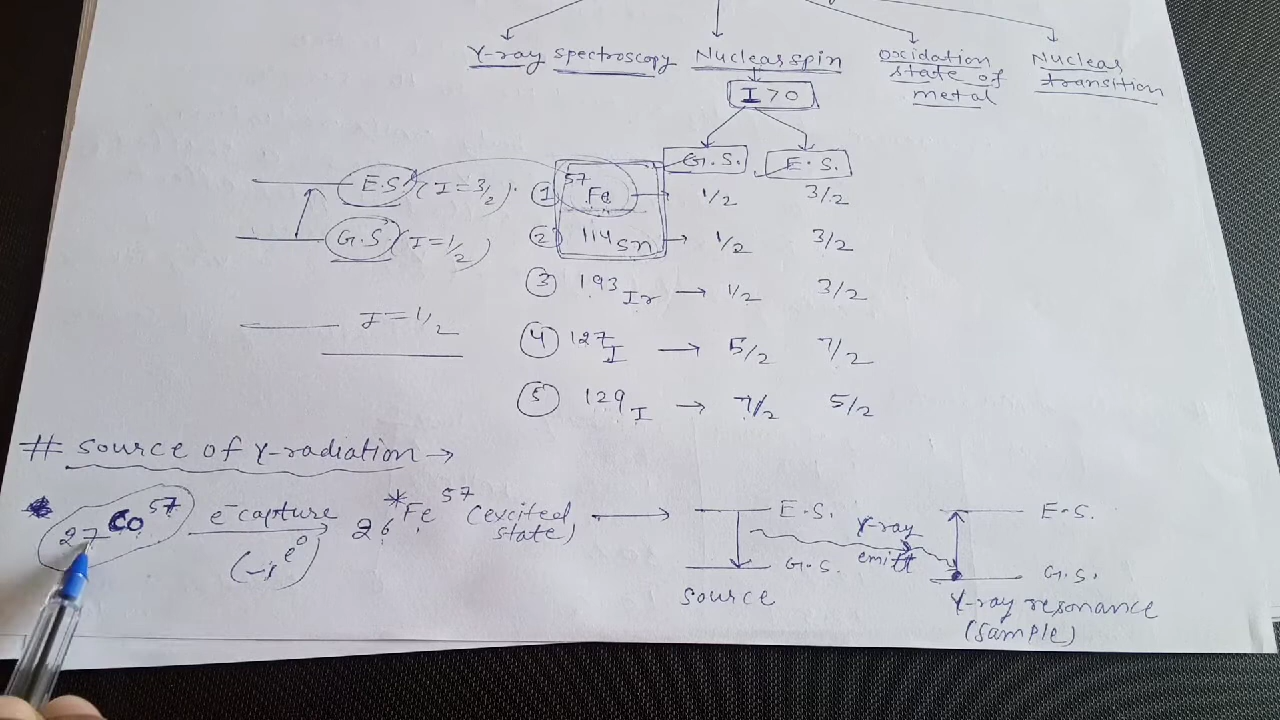 γ-ray spectroscopy
Nuclear spin
oxidation state of metal
Nuclear transition
I > 0
G.S. E.S.
E.S. (I = 3/2)
G.S. (I = 1/2)
I = 1/2
① 57Fe → 1/2 3/2
② 114Sn → 1/2 3/2
③ 193Ir → 1/2 3/2
④ 127I → 5/2 7/2
⑤ 129I → 7/2 5/2
# source of γ-radiation →
* 27Co57 e⁻capture (-1e0) → 26*Fe57 (excited state) →
E.S. γ-ray emitt G.S.
source
E.S.
G.S.
γ-ray resonance
(sample)